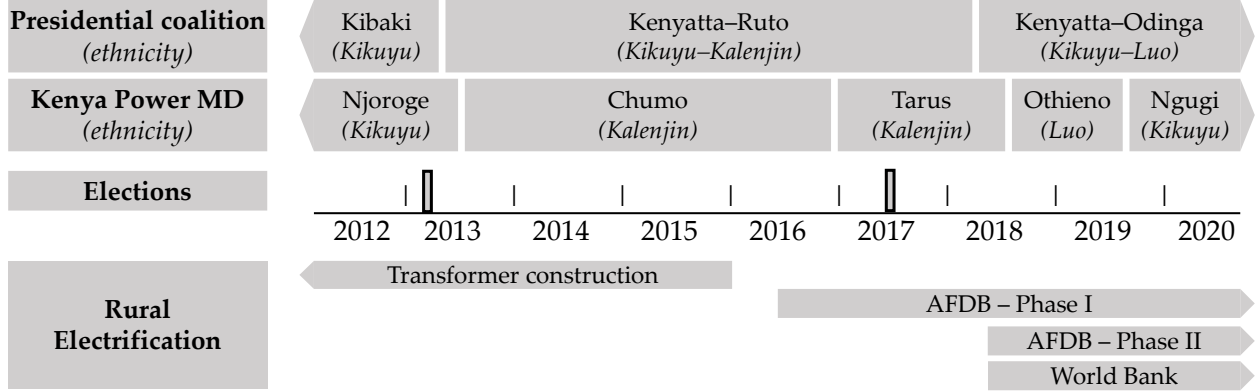 Presidential coalition
(ethnicity)
Kibaki
(Kikuyu)
Kenyatta–Ruto
(Kikuyu–Kalenjin)
Kenyatta–Odinga
(Kikuyu–Luo)
Kenya Power MD
(ethnicity)
Njoroge
(Kikuyu)
Chumo
(Kalenjin)
Tarus
(Kalenjin)
Othieno
(Luo)
Ngugi
(Kikuyu)
Elections
2012 2013 2014 2015 2016 2017 2018 2019 2020
Rural
Electrification
Transformer construction
AFDB – Phase I
AFDB – Phase II
World Bank